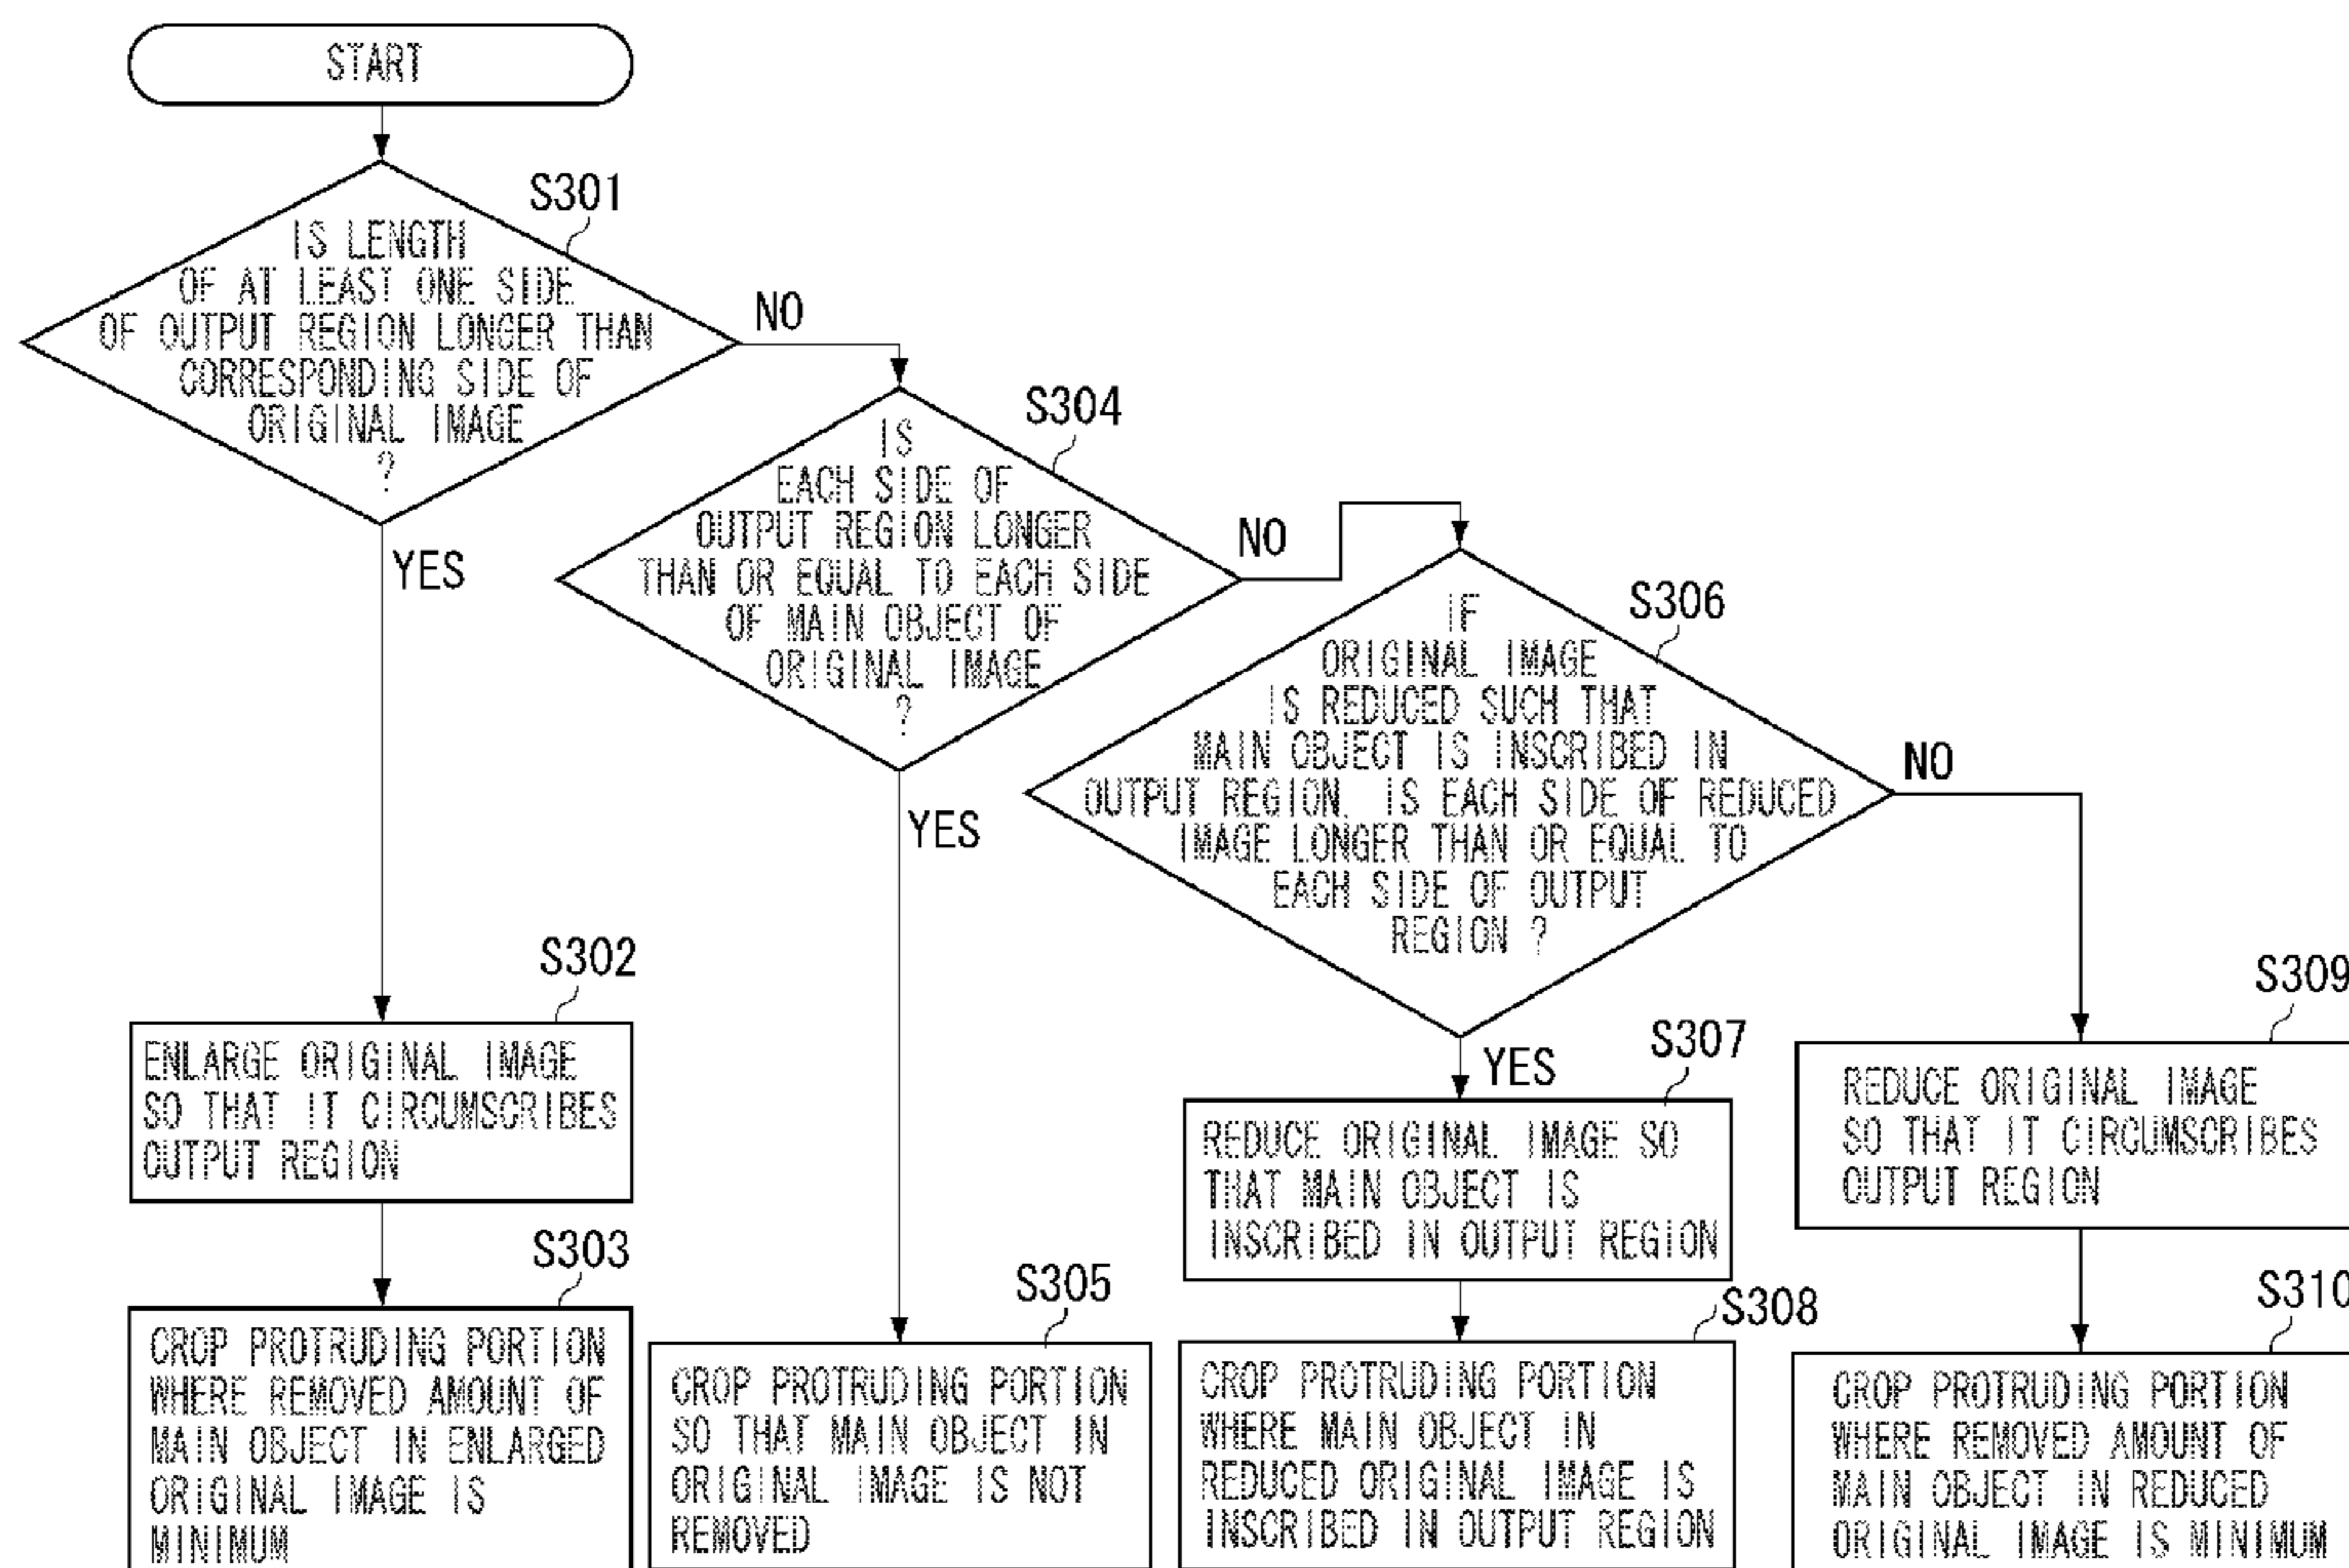 START
S301
IS LENGTH
OF AT LEAST ONE SIDE
OF OUTPUT REGION LONGER THAN
CORRESPONDING SIDE OF
ORIGINAL IMAGE
?
NO
YES
S304
IS
EACH SIDE OF
OUTPUT REGION LONGER
THAN OR EQUAL TO EACH SIDE
OF MAIN OBJECT OF
ORIGINAL IMAGE
?
NO
YES
S306
IF
ORIGINAL IMAGE
IS REDUCED SUCH THAT
MAIN OBJECT IS INSCRIBED IN
OUTPUT REGION. IS EACH SIDE OF REDUCED
IMAGE LONGER THAN OR EQUAL TO
EACH SIDE OF OUTPUT
REGION ?
NO
YES
S302
ENLARGE ORIGINAL IMAGE
SO THAT IT CIRCUMSCRIBES
OUTPUT REGION
S303
CROP PROTRUDING PORTION
WHERE REMOVED AMOUNT OF
MAIN OBJECT IN ENLARGED
ORIGINAL IMAGE IS
MINIMUM
S305
CROP PROTRUDING PORTION
SO THAT MAIN OBJECT IN
ORIGINAL IMAGE IS NOT
REMOVED
S307
REDUCE ORIGINAL IMAGE SO
THAT MAIN OBJECT IS
INSCRIBED IN OUTPUT REGION
S308
CROP PROTRUDING PORTION
WHERE MAIN OBJECT IN
REDUCED ORIGINAL IMAGE IS
INSCRIBED IN OUTPUT REGION
S309
REDUCE ORIGINAL IMAGE
SO THAT IT CIRCUMSCRIBES
OUTPUT REGION
S310
CROP PROTRUDING PORTION
WHERE REMOVED AMOUNT OF
MAIN OBJECT IN REDUCED
ORIGINAL IMAGE IS MINIMUM